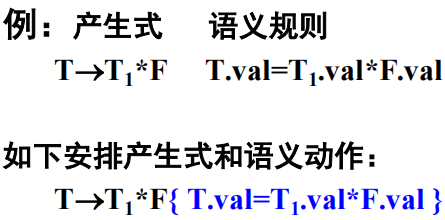 例：产生式 语义规则
T→T₁*F T.val=T₁.val*F.val
如下安排产生式和语义动作：
T→T₁*F{ T.val=T₁.val*F.val }